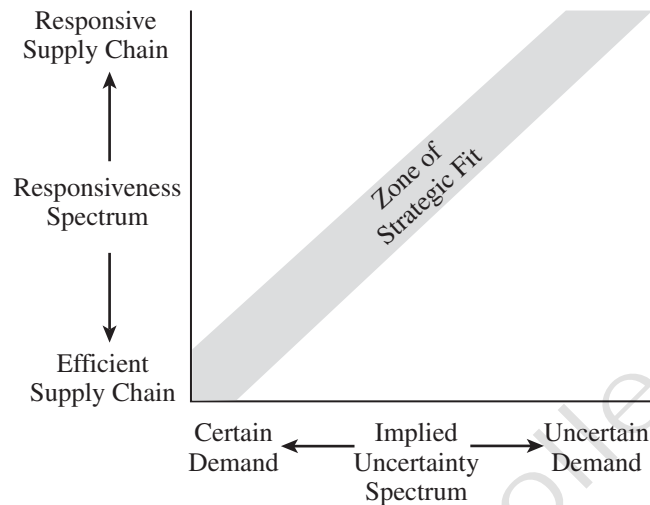 Responsive
Supply Chain
Responsiveness
Spectrum
Efficient
Supply Chain
Zone of
Strategic Fit
Certain
Demand
Implied
Uncertainty
Spectrum
Uncertain
Demand
olle